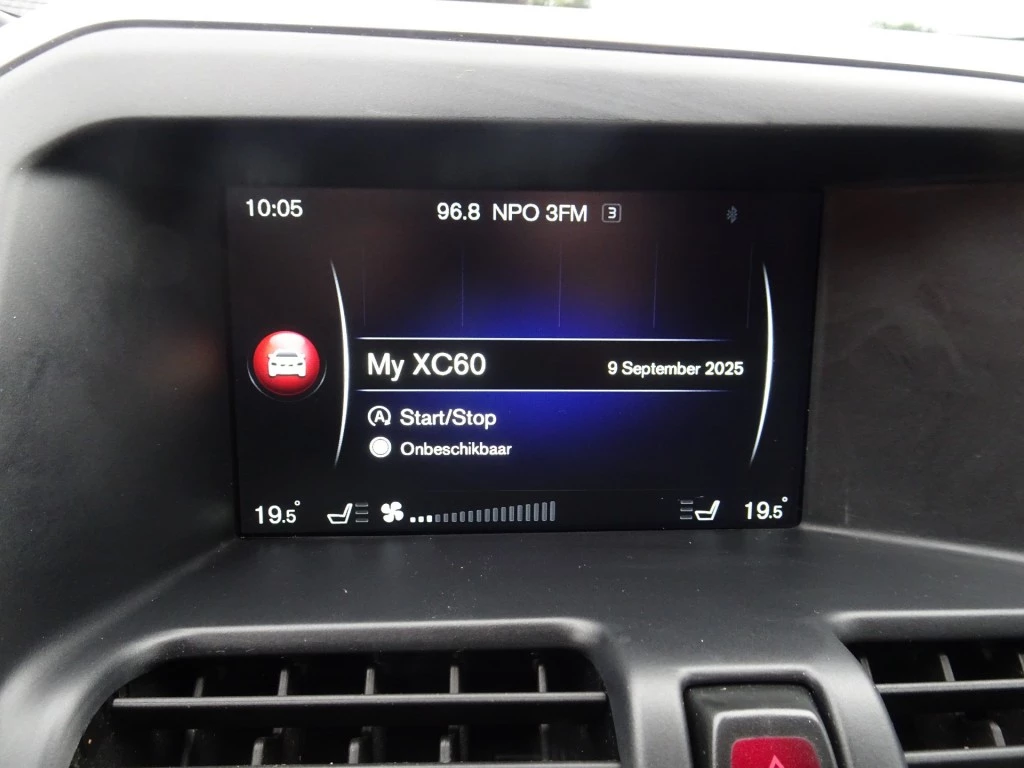 10:05 96.8 NPO 3FM 3
My XC60 9 September 2025
A Start/Stop
Onbeschikbaar
19.5° 19.5°